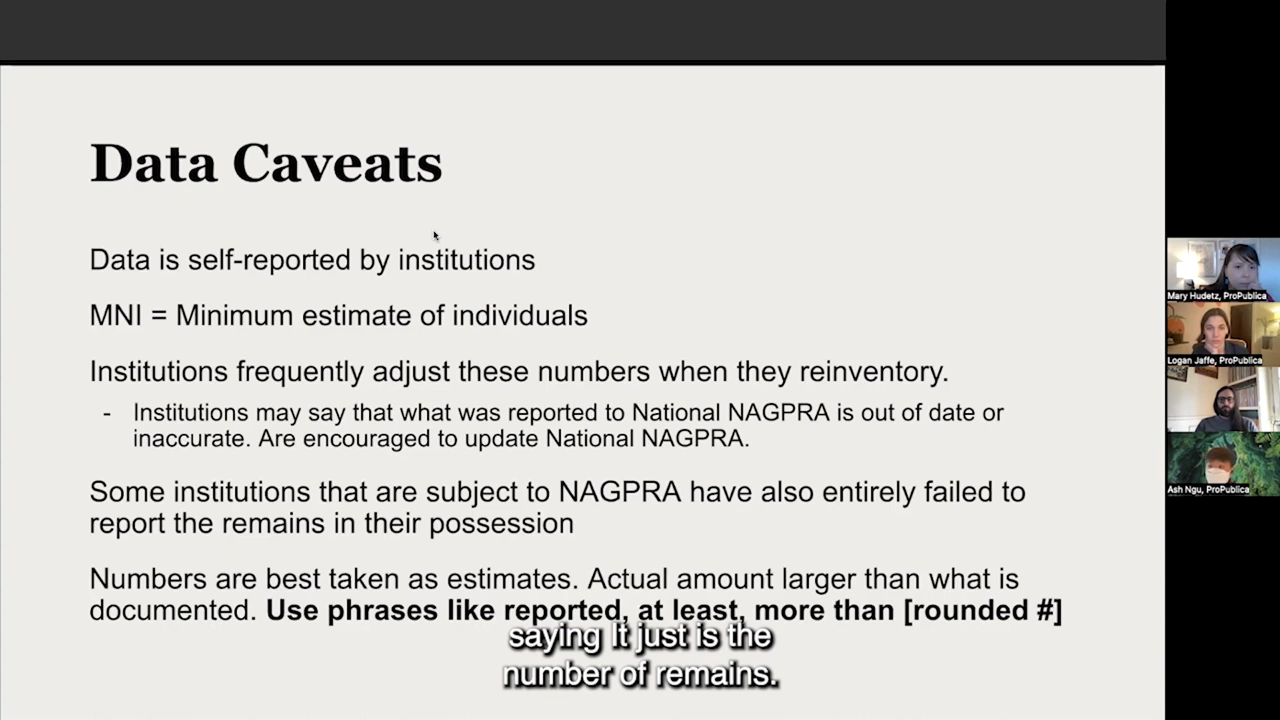 Data Caveats
Data is self-reported by institutions
MNI = Minimum estimate of individuals
Institutions frequently adjust these numbers when they reinventory.
- Institutions may say that what was reported to National NAGPRA is out of date or
inaccurate. Are encouraged to update National NAGPRA.
Some institutions that are subject to NAGPRA have also entirely failed to
report the remains in their possession
Numbers are best taken as estimates. Actual amount larger than what is
documented. Use phrases like reported, at least, more than [rounded #]
saying It just is the
number of remains.
Mary Hudetz, ProPublica
Logan Jaffe, ProPublica
Ash Ngu, ProPublica